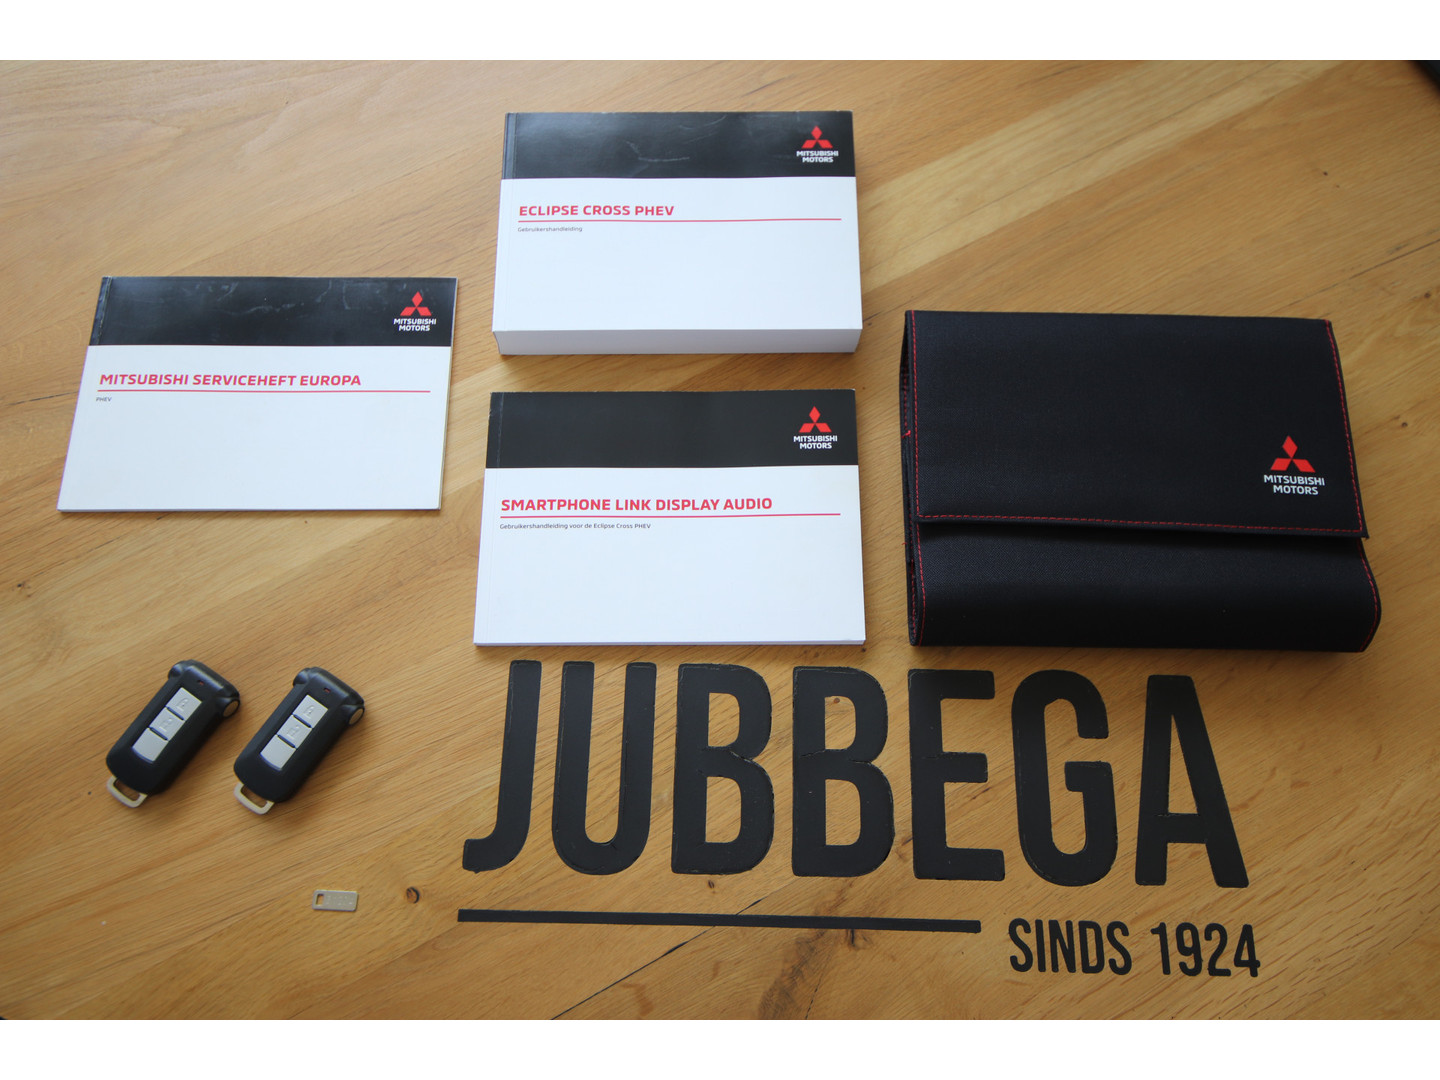 MITSUBISHI
MOTORS
ECLIPSE CROSS PHEV
Gebruikershandleiding
MITSUBISHI
MOTORS
MITSUBISHI SERVICEHEFT EUROPA
PHEV
MITSUBISHI
MOTORS
SMARTPHONE LINK DISPLAY AUDIO
Gebruikershandleiding voor de Eclipse Cross PHEV
MITSUBISHI
MOTORS
JUBBEGA
SINDS 1924